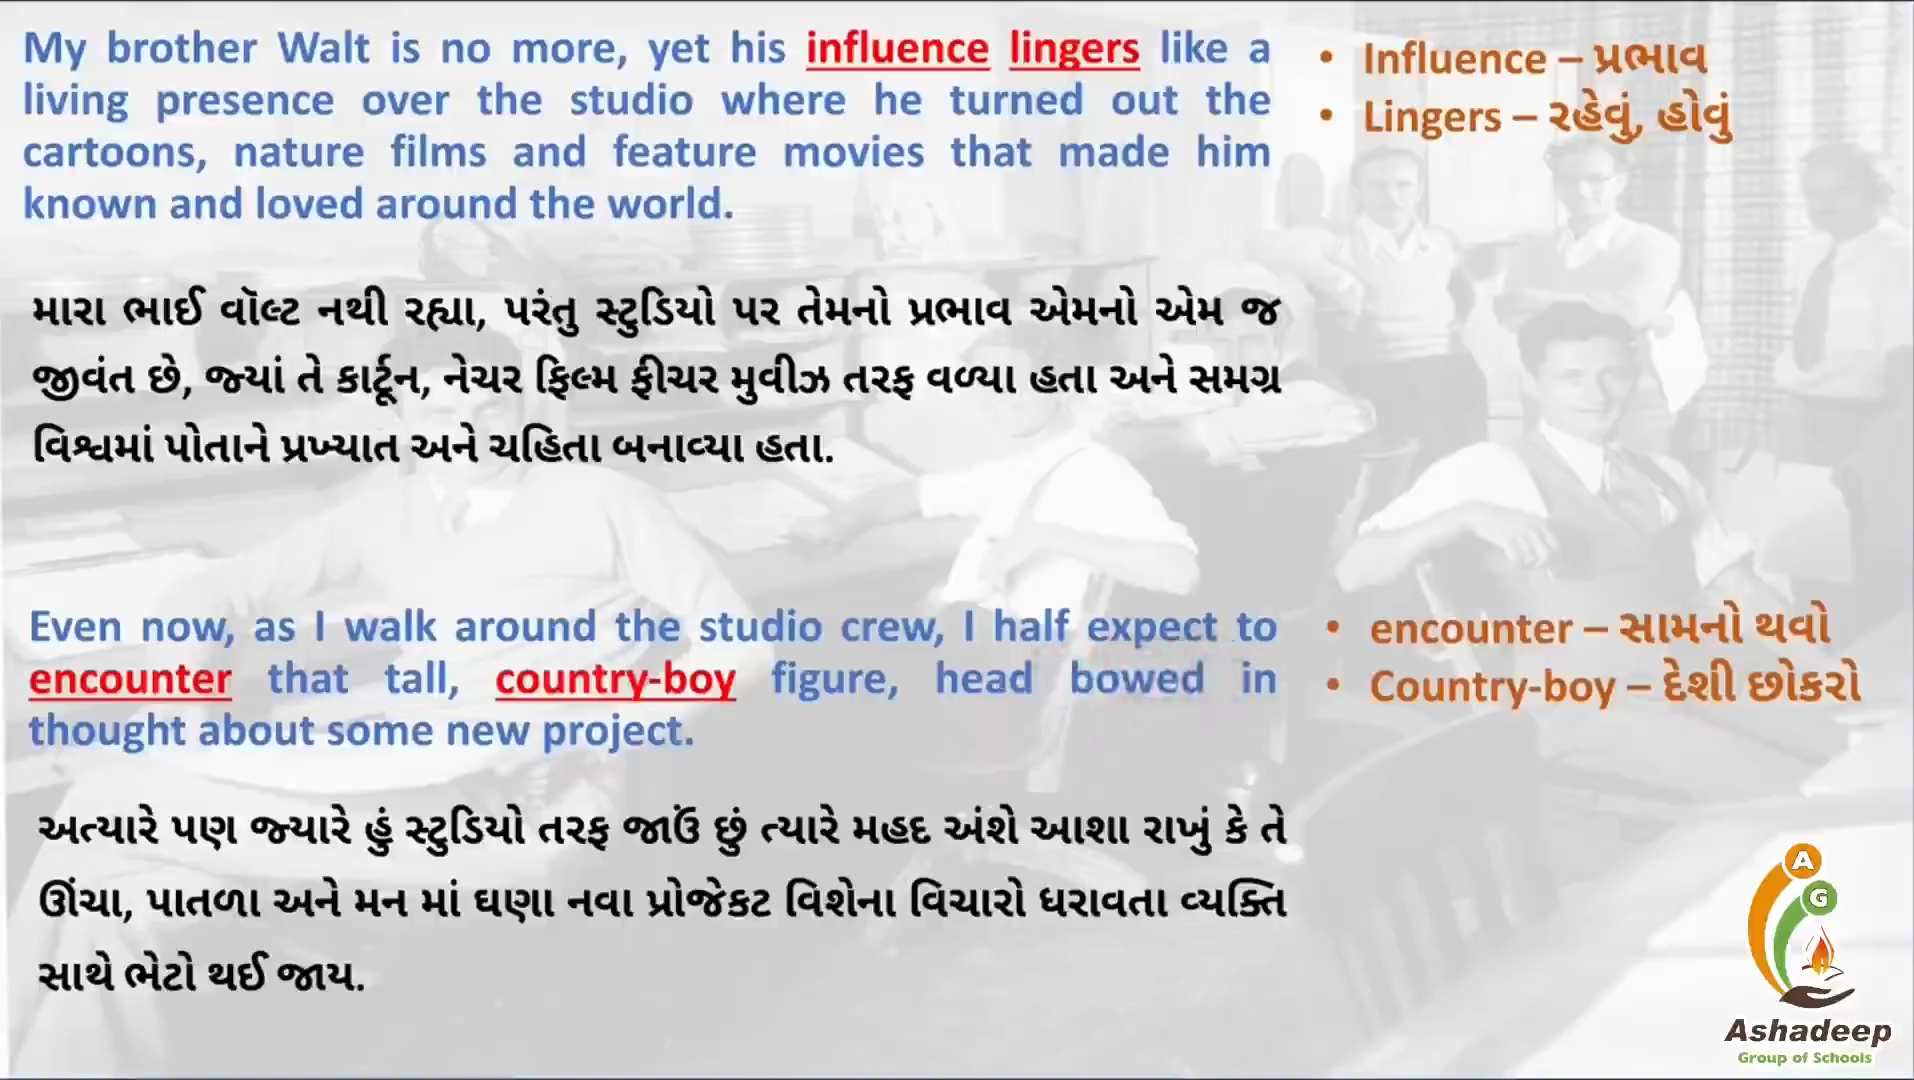 My brother Walt is no more, yet his influence lingers like a
living presence over the studio where he turned out the
cartoons, nature films and feature movies that made him
known and loved around the world.
• Influence – પ્રભાવ
• Lingers – રહેવું, હોવું
મારા ભાઈ વૉલ્ટ નથી રહ્યા, પરંતુ સ્ટુડિયો પર તેમનો પ્રભાવ એમનો એમ જ
જીવંત છે, જ્યાં તે કાર્ટૂન, નેચર ફિલ્મ ફીચર મુવીઝ તરફ વળ્યા હતા અને સમગ્ર
વિશ્વમાં પોતાને પ્રખ્યાત અને ચહિતા બનાવ્યા હતા.
Even now, as I walk around the studio crew, I half expect to
encounter that tall, country-boy figure, head bowed in
thought about some new project.
• encounter – સામનો થવો
• Country-boy – દેશી છોકરો
અત્યારે પણ જ્યારે હું સ્ટુડિયો તરફ જાઉં છું ત્યારે મહદ અંશે આશા રાખું કે તે
ઊંચા, પાતળા અને મન માં ઘણા નવા પ્રોજેકટ વિશેના વિચારો ધરાવતા વ્યક્તિ
સાથે ભેટો થઈ જાય.
A
G
Ashadeep
Group of Schools